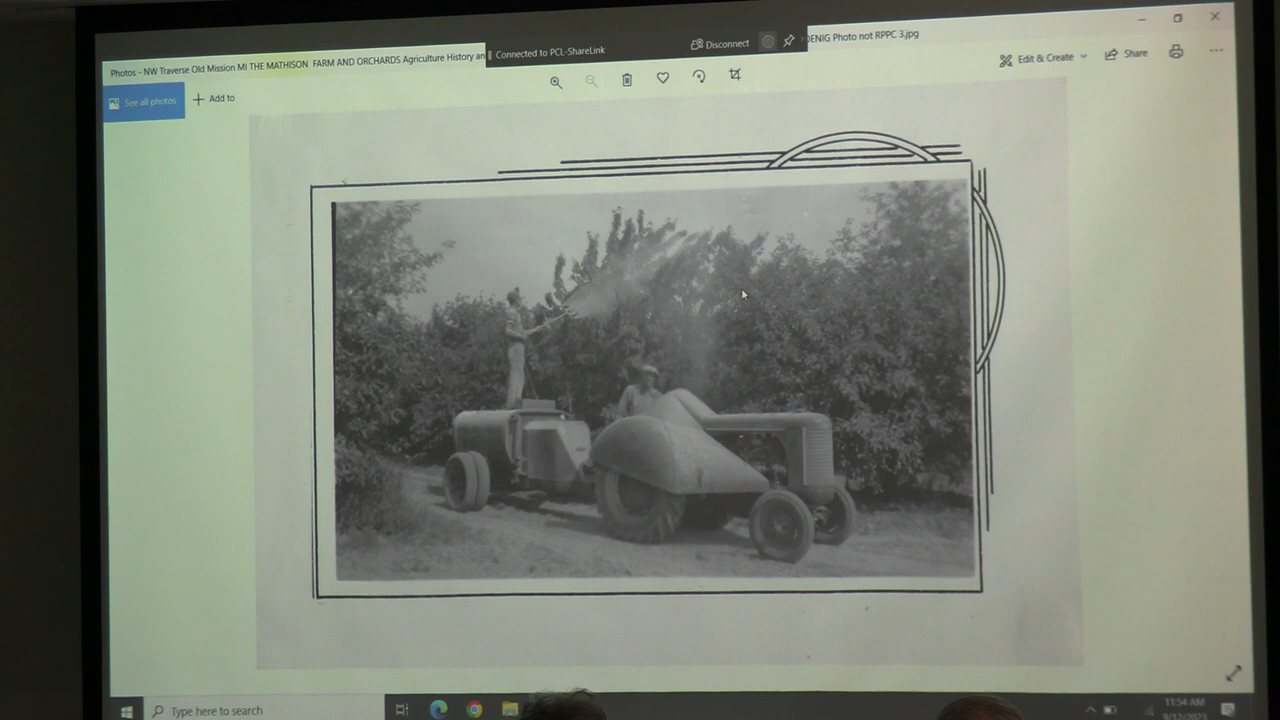 Photos - NW Traverse Old Mission MI THE MATHISON FARM AND ORCHARDS Agriculture History an
Connected to PCL-ShareLink
Disconnect
OENIG Photo not RPPC 3.jpg
See all photos
Add to
Edit & Create
Share
Type here to search
11:54 AM